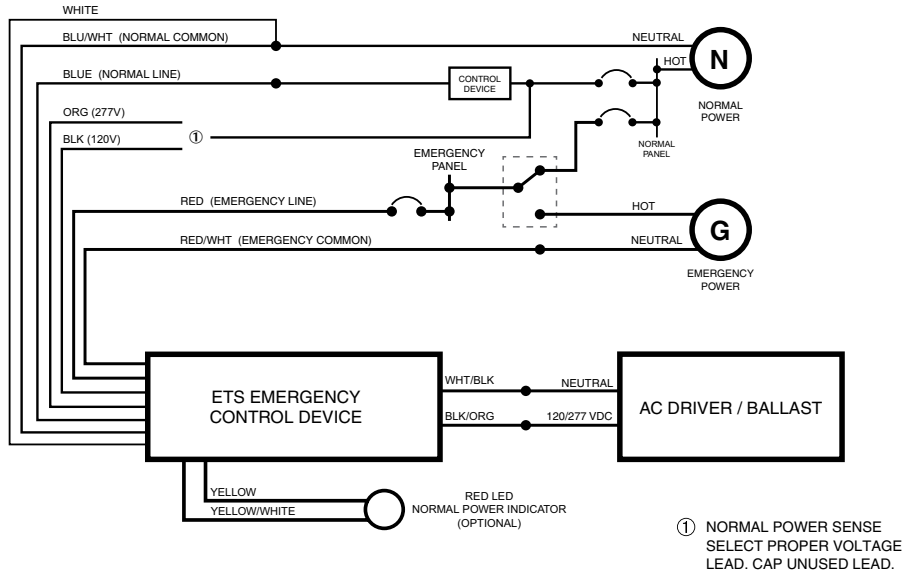 WHITE
BLU/WHT (NORMAL COMMON)
NEUTRAL
N
HOT
BLUE (NORMAL LINE)
CONTROL
DEVICE
NORMAL
POWER
ORG (277V)
BLK (120V)
①
NORMAL
PANEL
EMERGENCY
PANEL
RED (EMERGENCY LINE)
HOT
G
RED/WHT (EMERGENCY COMMON)
NEUTRAL
EMERGENCY
POWER
ETS EMERGENCY
CONTROL DEVICE
WHT/BLK
NEUTRAL
BLK/ORG
120/277 VDC
AC DRIVER / BALLAST
YELLOW
YELLOW/WHITE
RED LED
NORMAL POWER INDICATOR
(OPTIONAL)
① NORMAL POWER SENSE
SELECT PROPER VOLTAGE
LEAD. CAP UNUSED LEAD.